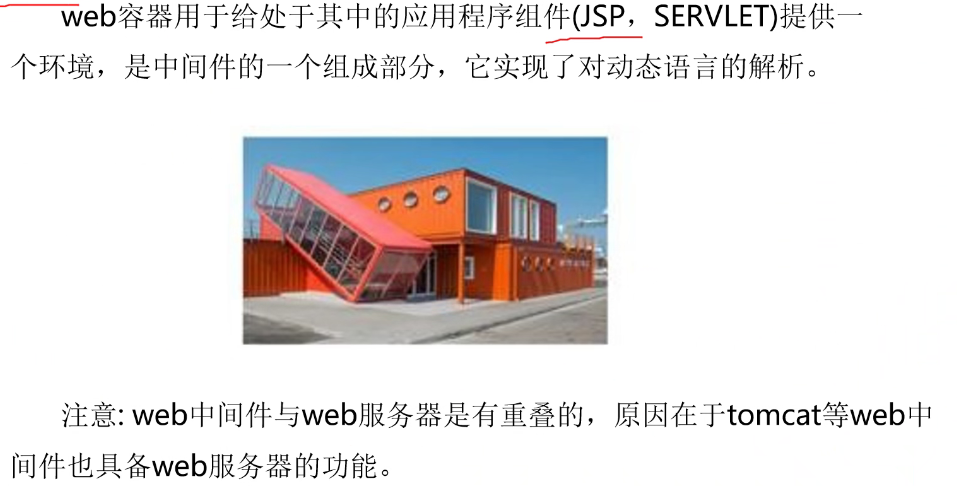 web容器用于给处于其中的应用程序组件(JSP，SERVLET)提供一
个环境，是中间件的一个组成部分，它实现了对动态语言的解析。
注意: web中间件与web服务器是有重叠的，原因在于tomcat等web中
间件也具备web服务器的功能。